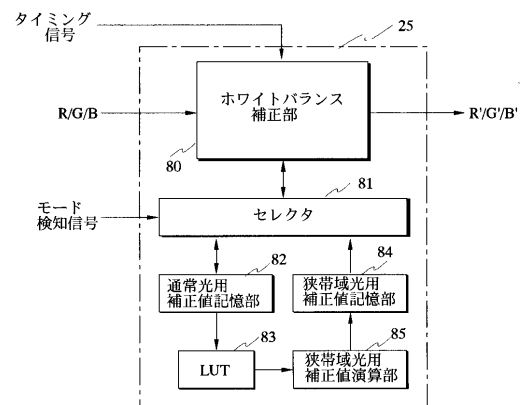 タイミング
信号
25
ホワイトバランス
補正部
R/G/B
R'/G'/B'
80
81
モード
検知信号
セレクタ
82
84
通常光用
補正値記憶部
狭帯域光用
補正値記憶部
83
85
LUT
狭帯域光用
補正値演算部